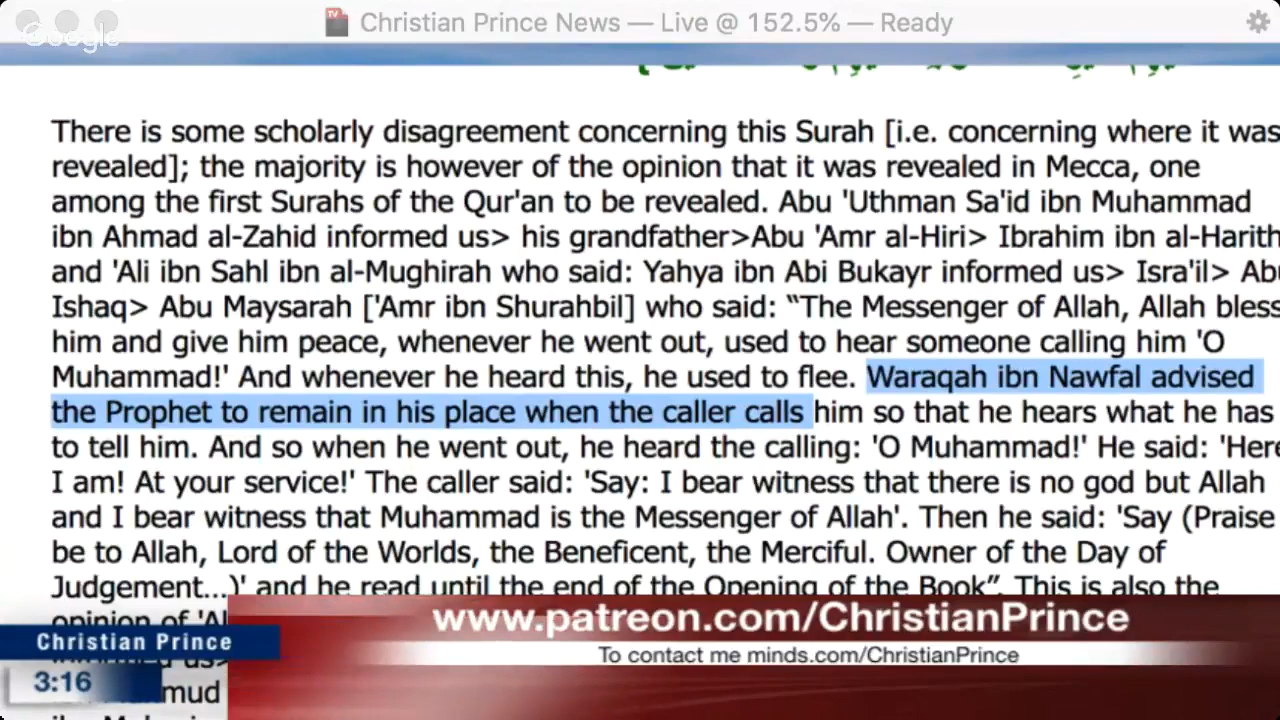 Christian Prince News — Live @ 152.5% — Ready
TV
Google
There is some scholarly disagreement concerning this Surah [i.e. concerning where it was
revealed]; the majority is however of the opinion that it was revealed in Mecca, one
among the first Surahs of the Qur'an to be revealed. Abu 'Uthman Sa'id ibn Muhammad
ibn Ahmad al-Zahid informed us> his grandfather>Abu 'Amr al-Hiri> Ibrahim ibn al-Harith
and 'Ali ibn Sahl ibn al-Mughirah who said: Yahya ibn Abi Bukayr informed us> Isra'il> Abu
Ishaq> Abu Maysarah ['Amr ibn Shurahbil] who said: “The Messenger of Allah, Allah bless
him and give him peace, whenever he went out, used to hear someone calling him 'O
Muhammad!' And whenever he heard this, he used to flee. Waraqah ibn Nawfal advised
the Prophet to remain in his place when the caller calls him so that he hears what he has
to tell him. And so when he went out, he heard the calling: 'O Muhammad!' He said: 'Here
I am! At your service!' The caller said: 'Say: I bear witness that there is no god but Allah
and I bear witness that Muhammad is the Messenger of Allah'. Then he said: 'Say (Praise
be to Allah, Lord of the Worlds, the Beneficent, the Merciful. Owner of the Day of
Judgement...)' and he read until the end of the Opening of the Book”. This is also the
opinion of 'Al
www.patreon.com/ChristianPrince
Christian Prince
To contact me minds.com/ChristianPrince
informed us>
3:16
mud